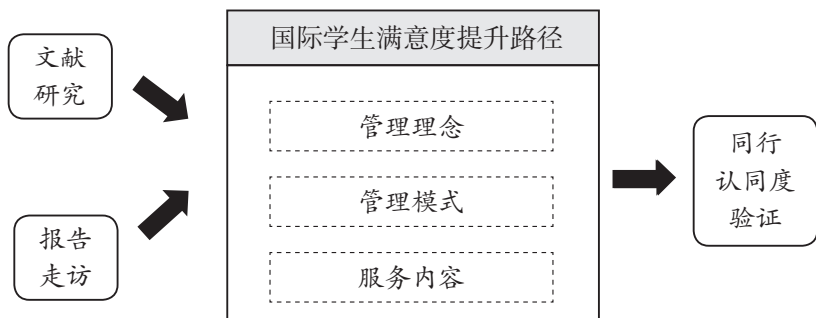 文献
研究
报告
走访
国际学生满意度提升路径
管理理念
管理模式
服务内容
同行
认同度
验证